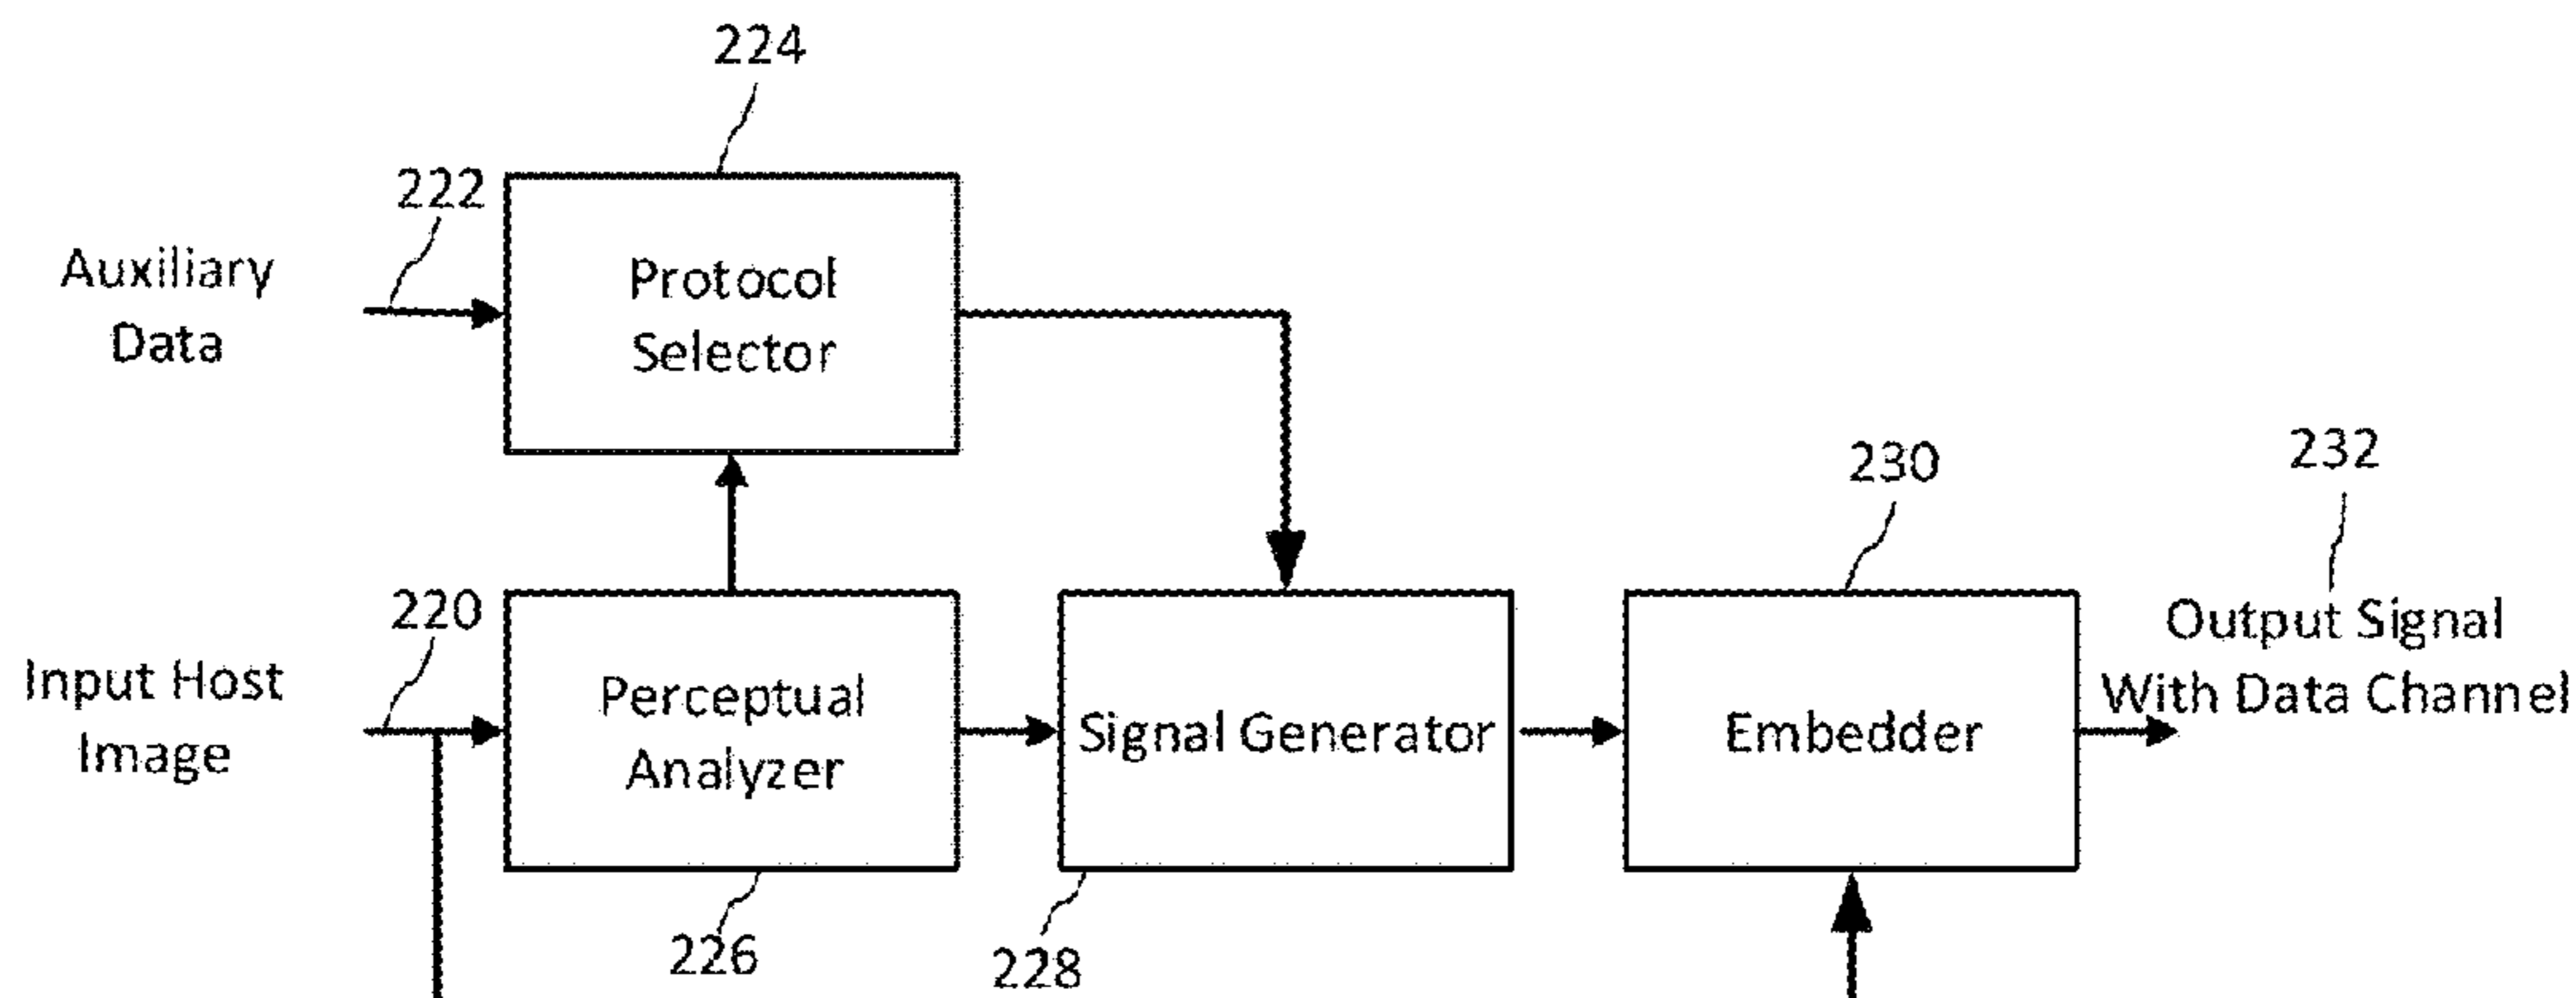 224
222
Auxiliary
Data
Protocol
Selector
230
232
220
Input Host
Image
Perceptual
Analyzer
Signal Generator
Embedder
Output Signal
With Data Channel
226
228